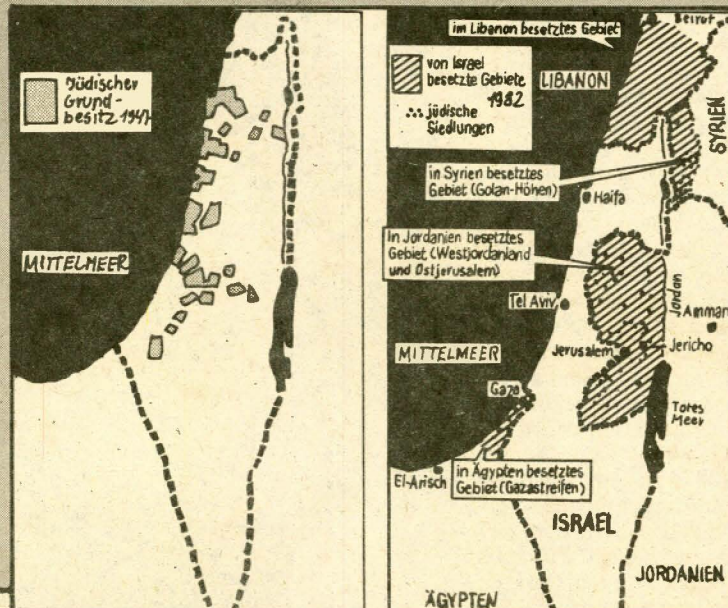 Jüdischer
Grund-
besitz 1947
MITTELMEER
im Libanon besetztes Gebiet
Beirut
von Israel
besetzte Gebiete
1982
jüdische
Siedlungen
LIBANON
SYRIEN
in Syrien besetztes
Gebiet (Golan-Höhen)
Haifa
In Jordanien besetztes
Gebiet (Westjordanland
und Ostjerusalem)
Jordan
Tel Aviv
Amman
MITTELMEER
Jerusalem
Jericho
Gaza
Totes
Meer
in Ägypten besetztes
Gebiet (Gazastreifen)
El-Arisch
ISRAEL
JORDANIEN
ÄGYPTEN